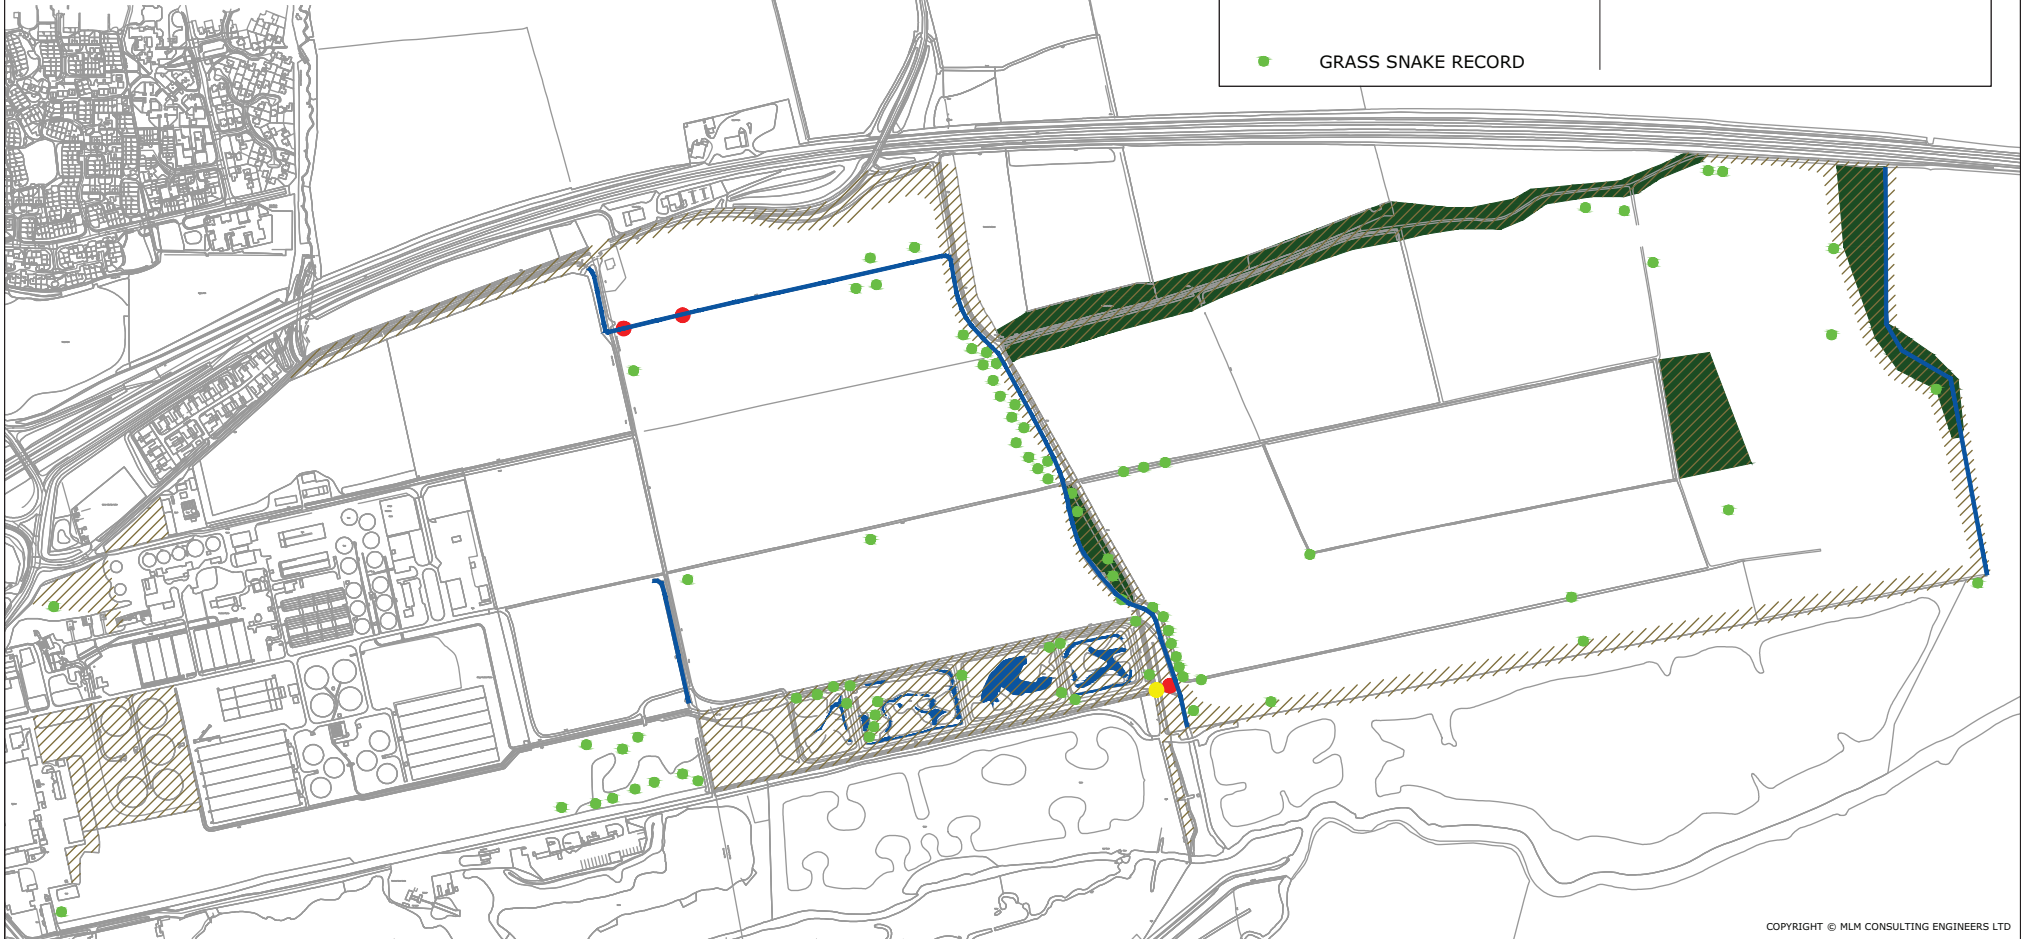 GRASS SNAKE RECORD
COPYRIGHT © MLM CONSULTING ENGINEERS LTD